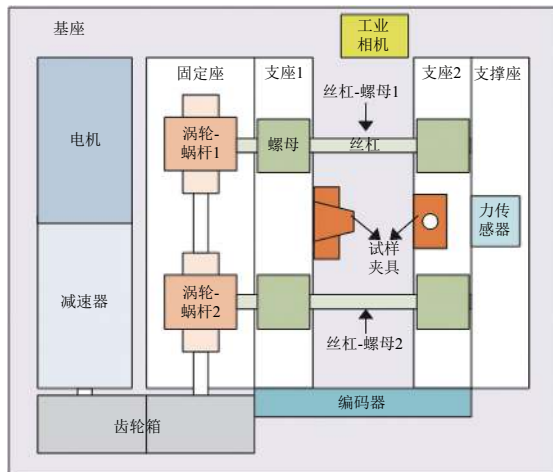 基座
工业
相机
固定座
支座1
支座2
支撑座
丝杠-螺母1
电机
涡轮-
蜗杆1
螺母
丝杠
力传
感器
试样
夹具
减速器
涡轮-
蜗杆2
丝杠-螺母2
编码器
齿轮箱